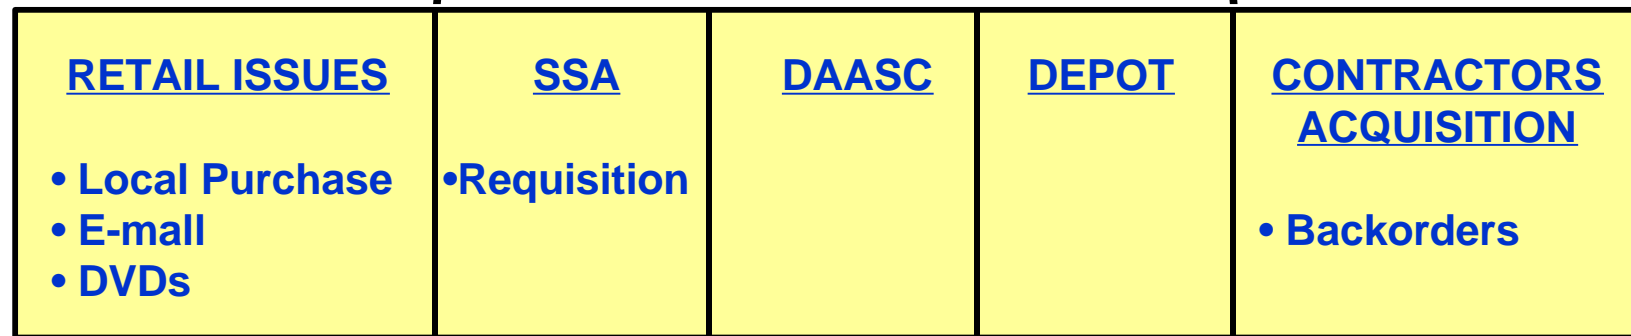 RETAIL ISSUES
• Local Purchase
• E-mall
• DVDs
SSA
•Requisition
DAASC
DEPOT
CONTRACTORS
ACQUISITION
• Backorders